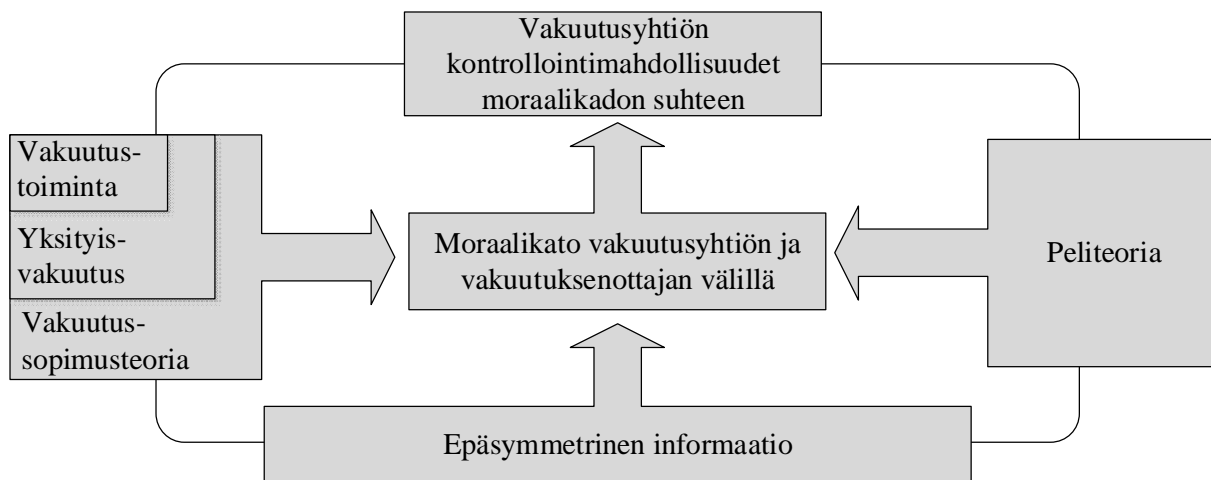 Vakuutusyhtiön
kontrollointimahdollisuudet
moraalikadon suhteen
Vakuutus-
toiminta
Yksityis-
vakuutus
Vakuutus-
sopimusteoria
Moraalikato vakuutusyhtiön ja
vakuutuksenottajan välillä
Peliteoria
Epäsymmetrinen informaatio